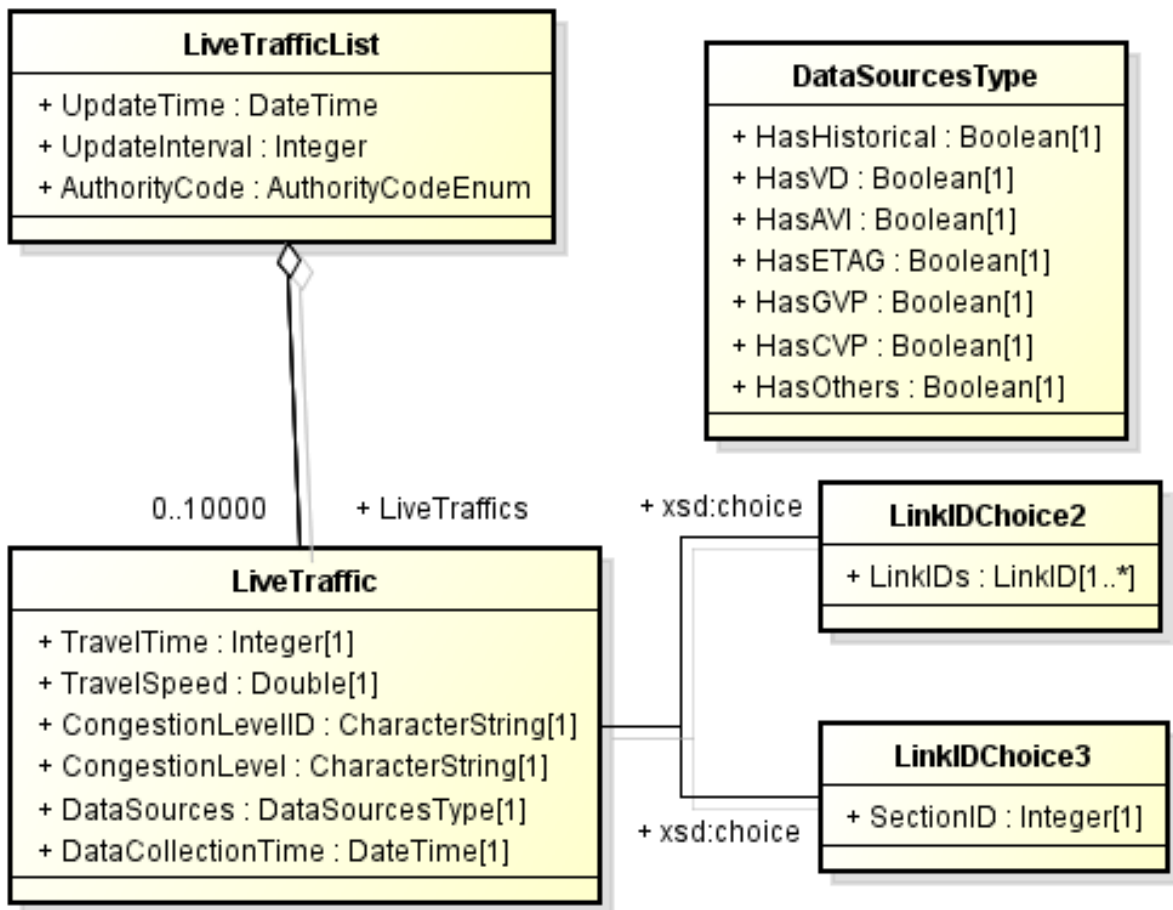 LiveTrafficList
+ UpdateTime : DateTime
+ UpdateInterval : Integer
+ AuthorityCode : AuthorityCodeEnum
DataSourcesType
+ HasHistorical : Boolean[1]
+ HasVD : Boolean[1]
+ HasAVI : Boolean[1]
+ HasETAG : Boolean[1]
+ HasGVP : Boolean[1]
+ HasCVP : Boolean[1]
+ HasOthers : Boolean[1]
0..10000
+ LiveTraffics
LiveTraffic
+ TravelTime : Integer[1]
+ TravelSpeed : Double[1]
+ CongestionLevelID : CharacterString[1]
+ CongestionLevel : CharacterString[1]
+ DataSources : DataSourcesType[1]
+ DataCollectionTime : DateTime[1]
+ xsd:choice
LinkIDChoice2
+ LinkIDs : LinkID[1..*]
LinkIDChoice3
+ SectionID : Integer[1]
+ xsd:choice